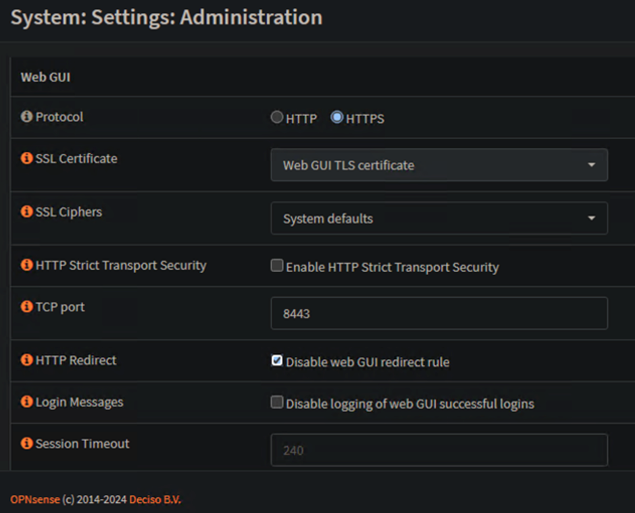 System: Settings: Administration
Web GUI
Protocol HTTP HTTPS
SSL Certificate Web GUI TLS certificate
SSL Ciphers System defaults
HTTP Strict Transport Security Enable HTTP Strict Transport Security
TCP port 8443
HTTP Redirect Disable web GUI redirect rule
Login Messages Disable logging of web GUI successful logins
Session Timeout 240
OPNsense (c) 2014-2024 Deciso B.V.